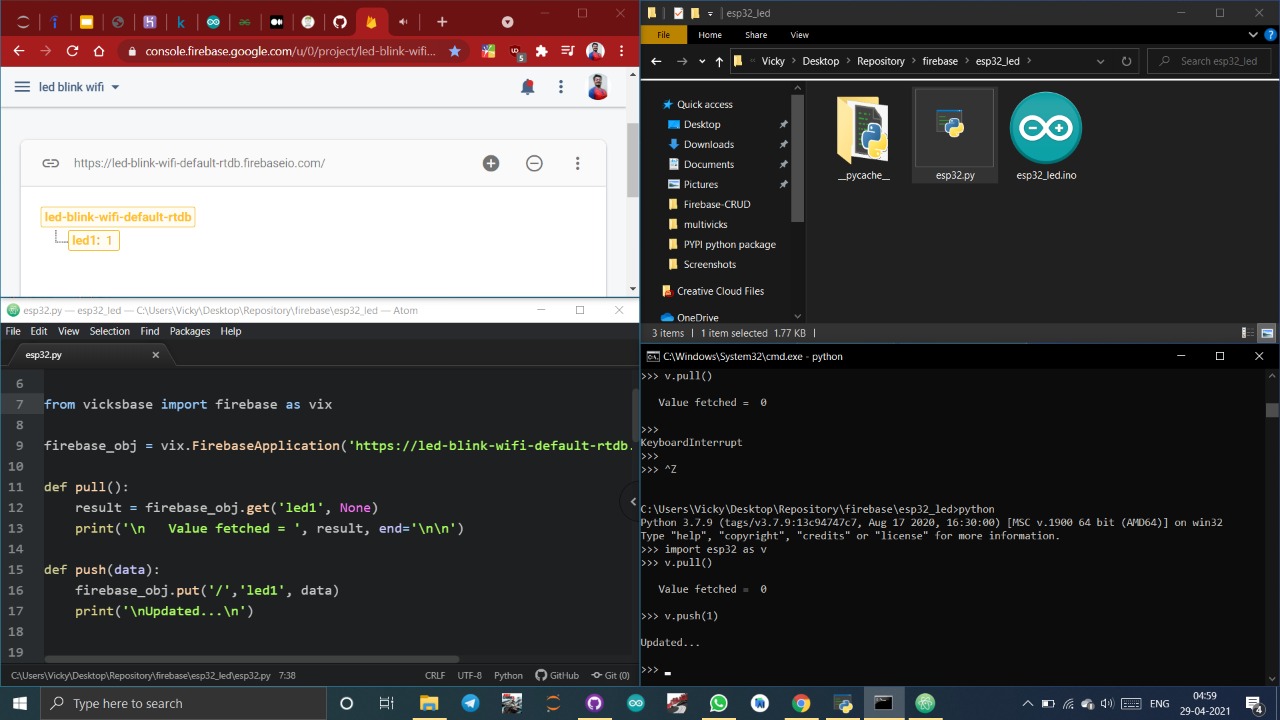 console.firebase.google.com/u/0/project/led-blink-wifi...
5
led blink wifi
https://led-blink-wifi-default-rtdb.firebaseio.com/
led-blink-wifi-default-rtdb
led1: 1
esp32_led
File Home Share View
Vicky Desktop Repository firebase esp32_led
Search esp32_led
Quick access
Desktop
Downloads
Documents
Pictures
Firebase-CRUD
multivicks
PYPI python package
Screenshots
Creative Cloud Files
OneDrive
__pycache__
esp32.py
esp32_led.ino
3 items 1 item selected 1.77 KB
esp32.py — esp32_led — C:\Users\Vicky\Desktop\Repository\firebase\esp32_led — Atom
File Edit View Selection Find Packages Help
esp32.py
6
7 from vicksbase import firebase as vix
8
9 firebase_obj = vix.FirebaseApplication('https://led-blink-wifi-default-rtdb.
10
11 def pull():
12 result = firebase_obj.get('led1', None)
13 print('\n Value fetched = ', result, end='\n\n')
14
15 def push(data):
16 firebase_obj.put('/','led1', data)
17 print('\nUpdated...\n')
18
19
C:\Users\Vicky\Desktop\Repository\firebase\esp32_led\esp32.py 7:38 CRLF UTF-8 Python GitHub Git (0)
C:\Windows\System32\cmd.exe - python
>>> v.pull()
Value fetched = 0
>>>
KeyboardInterrupt
>>>
>>> ^Z
C:\Users\Vicky\Desktop\Repository\firebase\esp32_led>python
Python 3.7.9 (tags/v3.7.9:13c94747c7, Aug 17 2020, 16:30:00) [MSC v.1900 64 bit (AMD64)] on win32
Type "help", "copyright", "credits" or "license" for more information.
>>> import esp32 as v
>>> v.pull()
Value fetched = 0
>>> v.push(1)
Updated...
>>>
Type here to search
ENG
04:59
29-04-2021
4